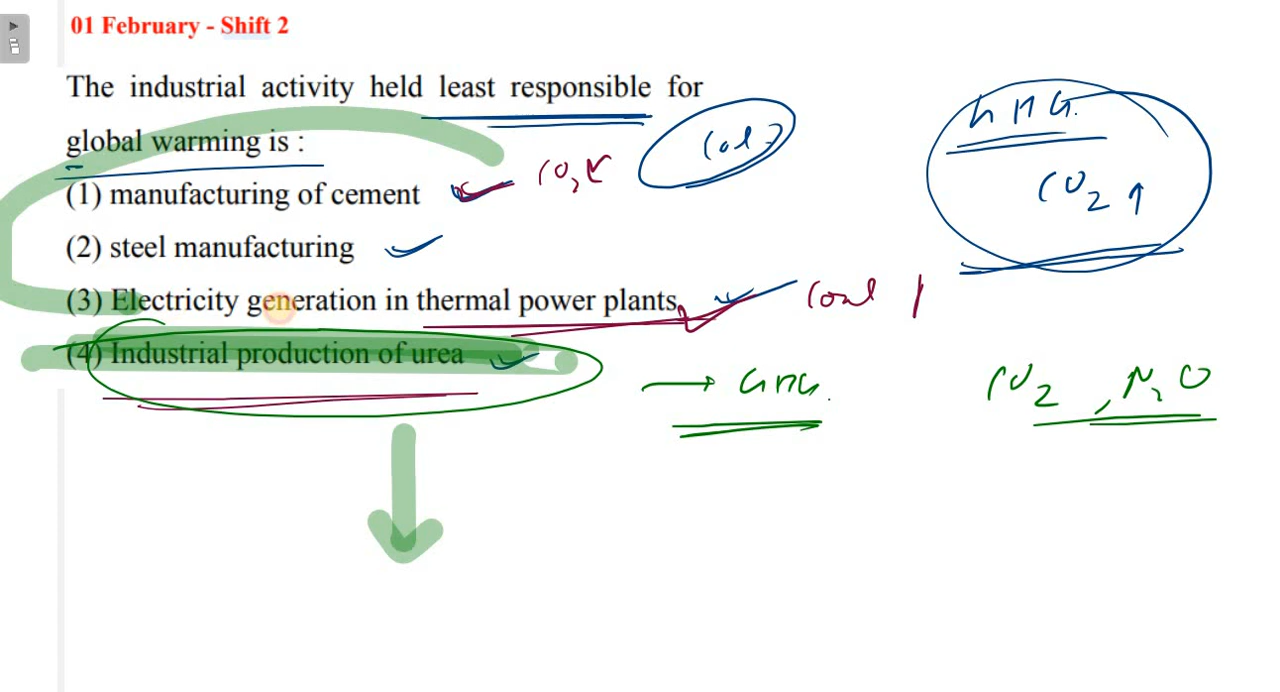 01 February - Shift 2
The industrial activity held least responsible for
global warming is :
(1) manufacturing of cement
(2) steel manufacturing
(3) Electricity generation in thermal power plants
(4) Industrial production of urea
GHG.
CO2 ↑
CO2
Coal
→ GHG.
CO2, N2O